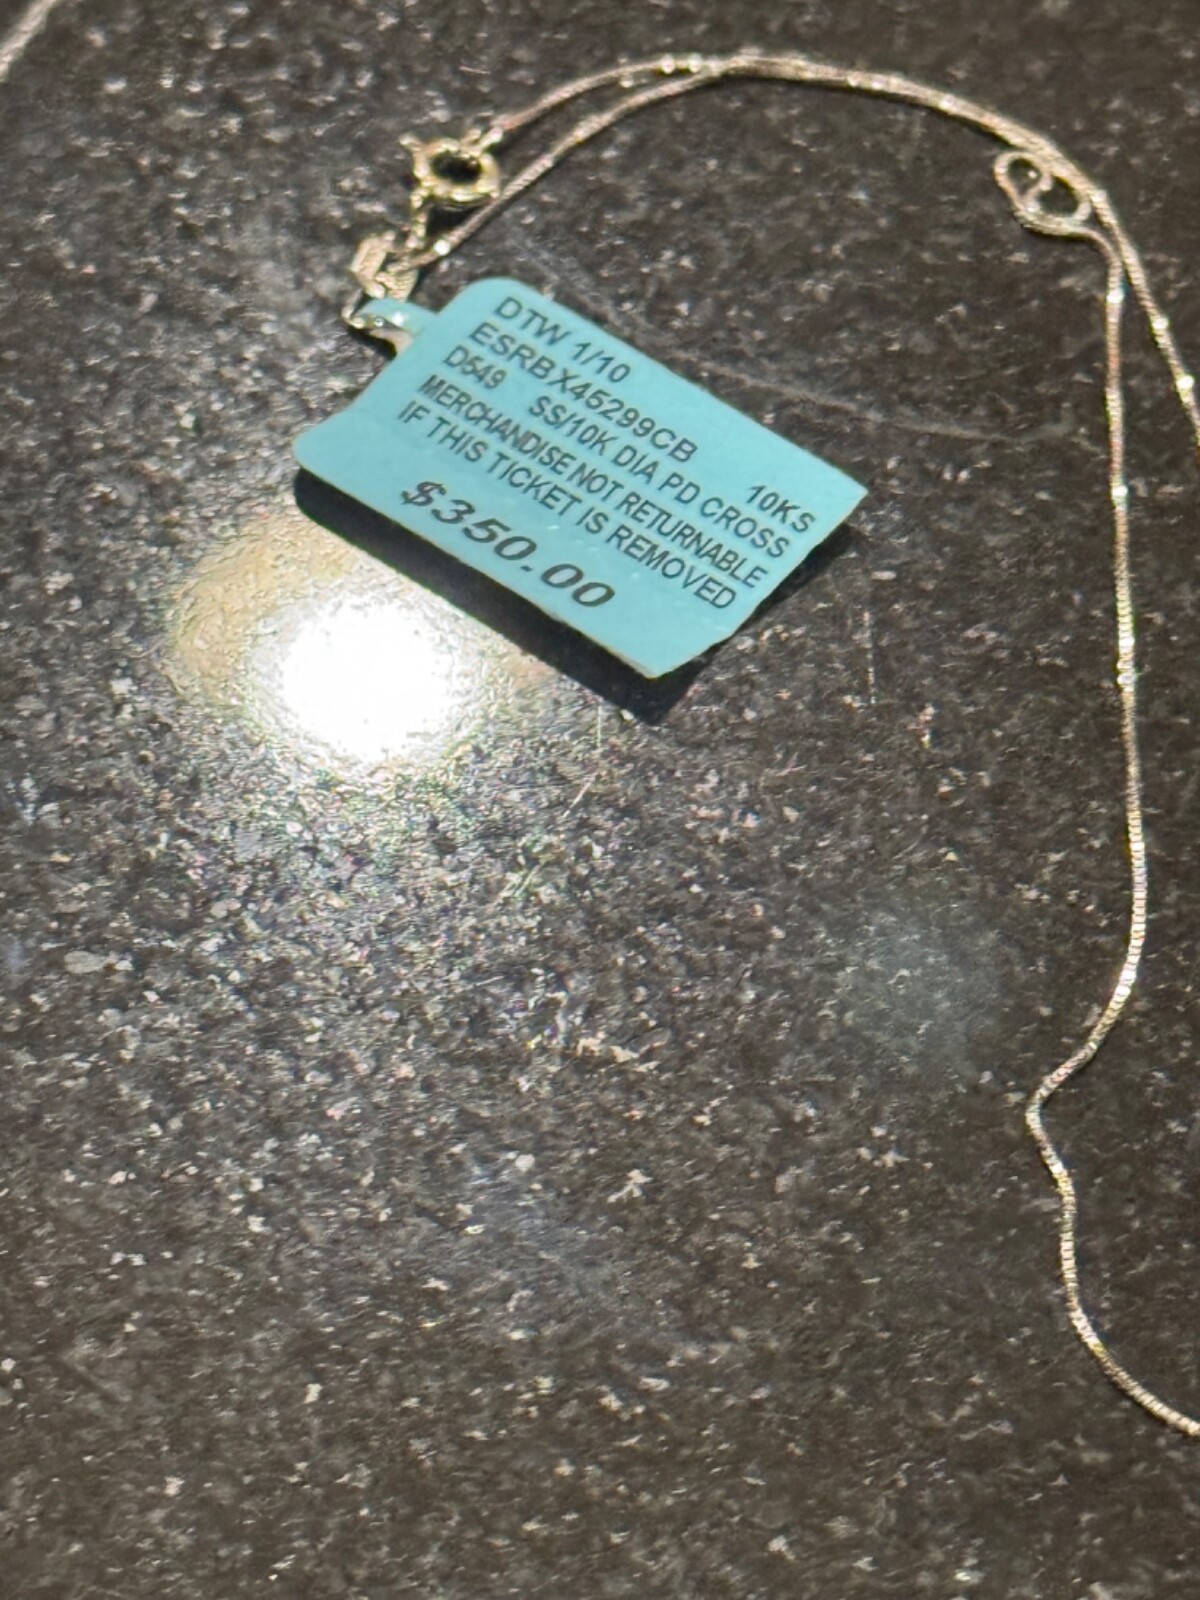 DTW 1/10
ESRBX45299CB 10KS
D549 SS/10K DIA PD CROSS
MERCHANDISE NOT RETURNABLE
IF THIS TICKET IS REMOVED
$350.00